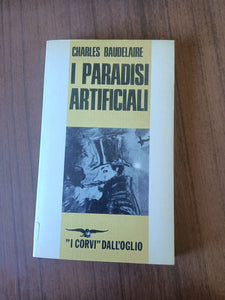 CHARLES BAUDELAIRE
I PARADISI
ARTIFICIALI
"I CORVI" DALL'OGLIO